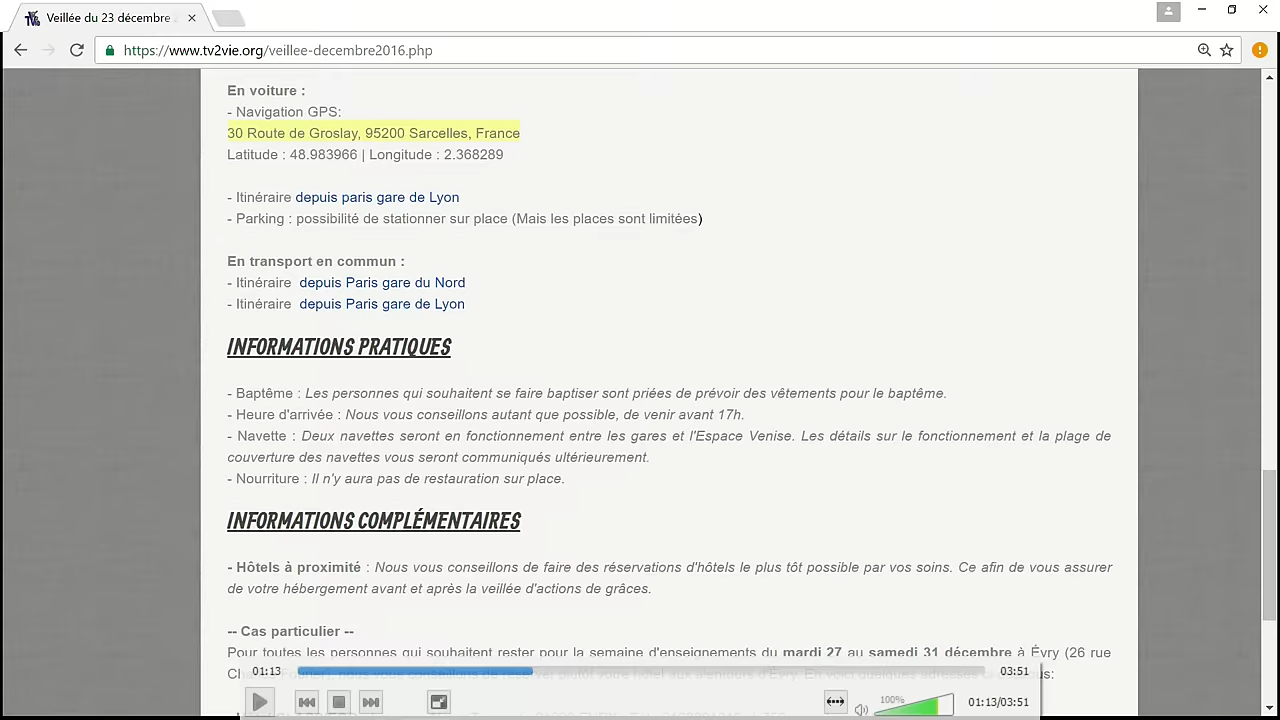 Veillée du 23 décembre
https://www.tv2vie.org/veillee-decembre2016.php
En voiture :
- Navigation GPS:
30 Route de Groslay, 95200 Sarcelles, France
Latitude : 48.983966 | Longitude : 2.368289
- Itinéraire depuis paris gare de Lyon
- Parking : possibilité de stationner sur place (Mais les places sont limitées)
En transport en commun :
- Itinéraire depuis Paris gare du Nord
- Itinéraire depuis Paris gare de Lyon
INFORMATIONS PRATIQUES
- Baptême : Les personnes qui souhaitent se faire baptiser sont priées de prévoir des vêtements pour le baptême.
- Heure d'arrivée : Nous vous conseillons autant que possible, de venir avant 17h.
- Navette : Deux navettes seront en fonctionnement entre les gares et l'Espace Venise. Les détails sur le fonctionnement et la plage de
couverture des navettes vous seront communiqués ultérieurement.
- Nourriture : Il n'y aura pas de restauration sur place.
INFORMATIONS COMPLÉMENTAIRES
- Hôtels à proximité : Nous vous conseillons de faire des réservations d'hôtels le plus tôt possible par vos soins. Ce afin de vous assurer
de votre hébergement avant et après la veillée d'actions de grâces.
-- Cas particulier --
Pour toutes les personnes qui souhaitent rester pour la semaine d'enseignements du mardi 27 au samedi 31 décembre à Évry (26 rue
01:13 03:51
100%
01:13/03:51